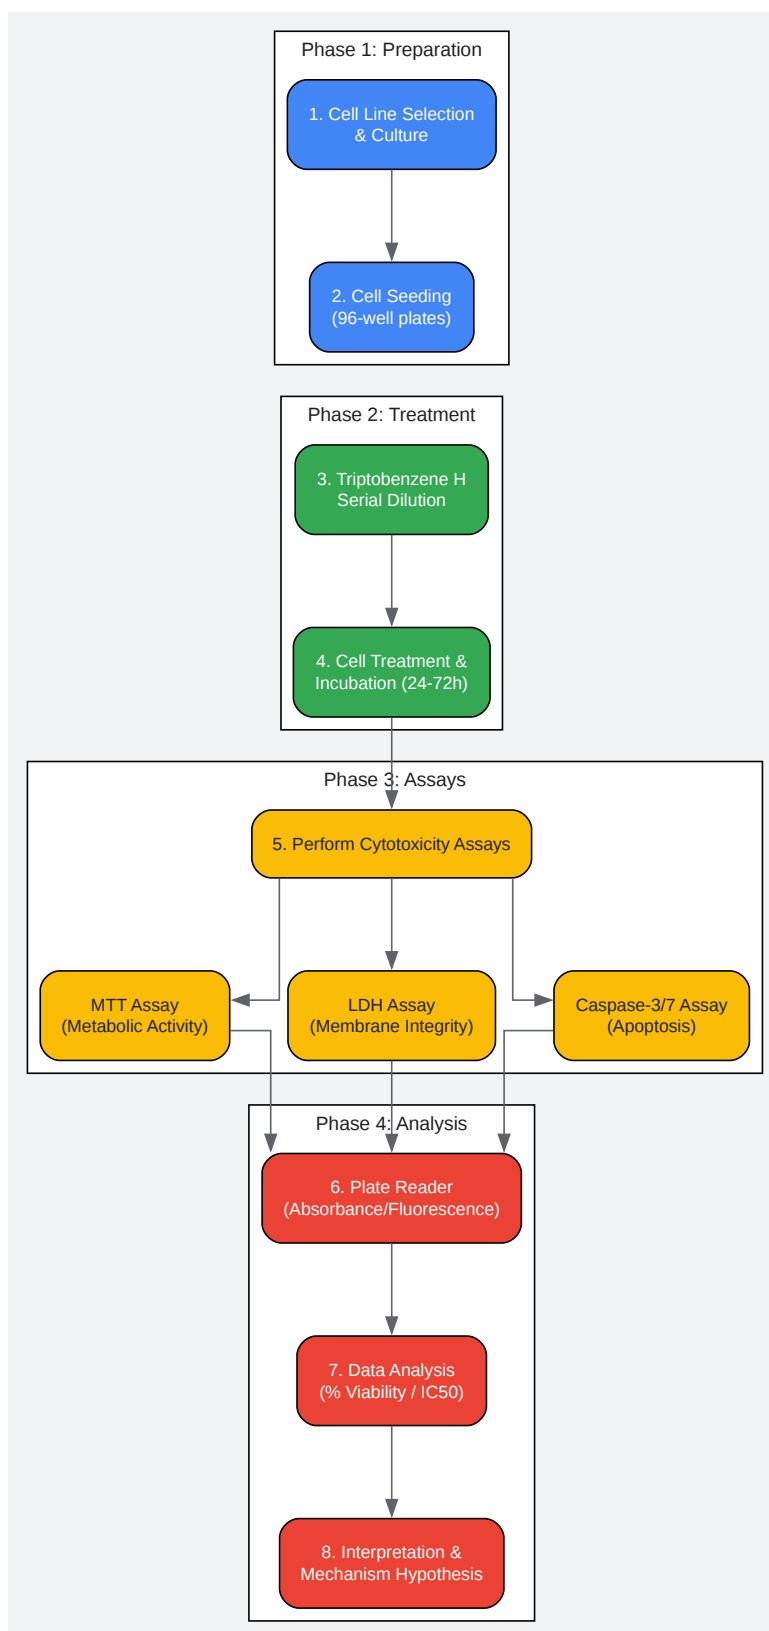 Phase 1: Preparation
1. Cell Line Selection
& Culture
2. Cell Seeding
(96-well plates)
Phase 2: Treatment
3. Triptobenzene H
Serial Dilution
4. Cell Treatment &
Incubation (24-72h)
Phase 3: Assays
5. Perform Cytotoxicity Assays
MTT Assay
(Metabolic Activity)
LDH Assay
(Membrane Integrity)
Caspase-3/7 Assay
(Apoptosis)
Phase 4: Analysis
6. Plate Reader
(Absorbance/Fluorescence)
7. Data Analysis
(% Viability / IC50)
8. Interpretation &
Mechanism Hypothesis